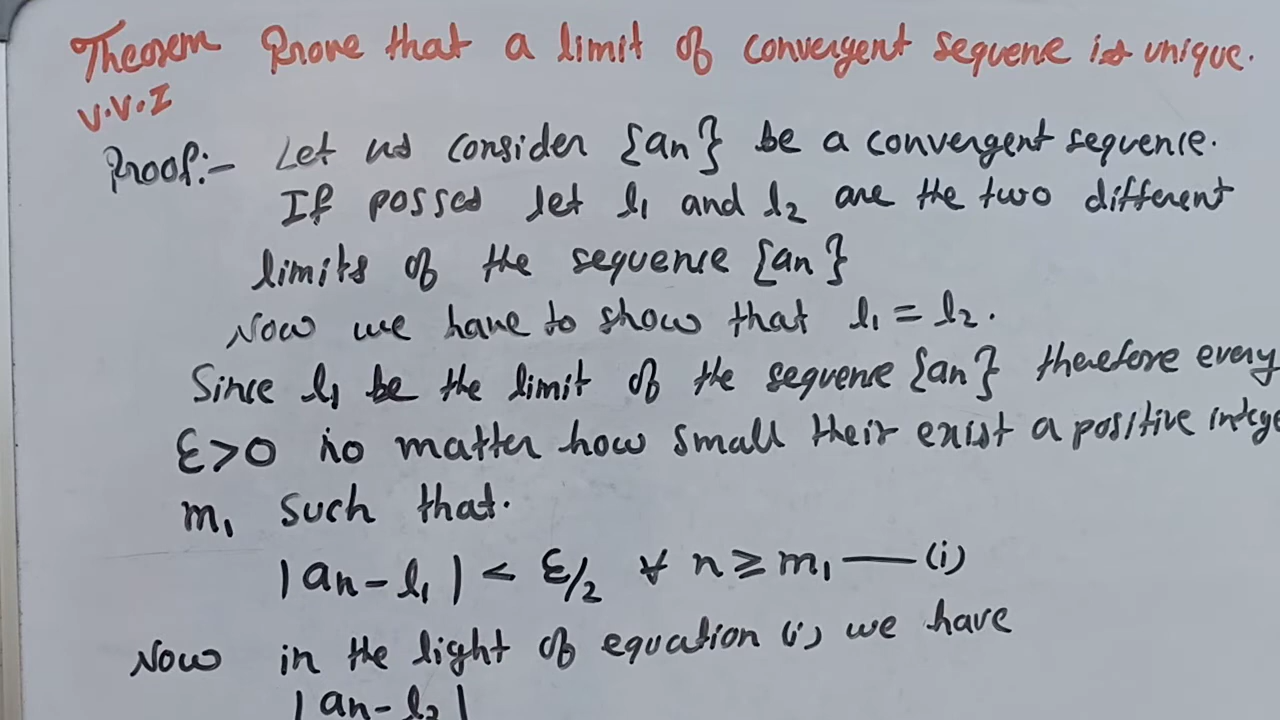 Theorem Prove that a limit of convergent sequene is unique.
V.V.I
Proof:- Let us consider {an} be a convergent sequence.
If possed let l1 and l2 are the two different
limits of the sequense {an}
Now we have to show that l1 = l2.
Since l1 be the limit of the sequene {an} therefore every
ε>0 no matter how small their exist a positive intege
m1 such that.
|an - l1| < ε/2 ∀ n ≥ m1 —— (i)
Now in the light of equation (i) we have
|an - l2|